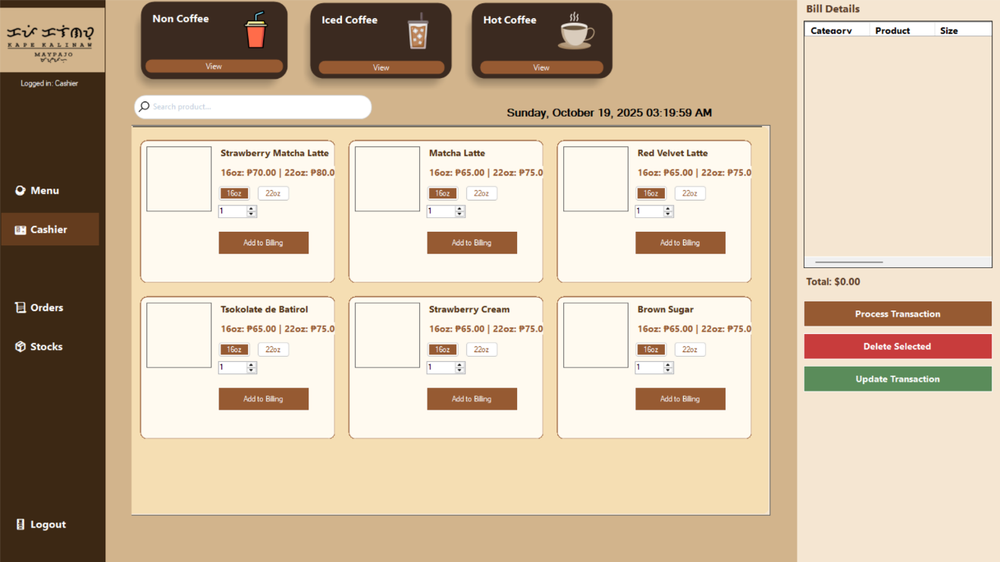 KAPE KALINAW
MAYPAJO
Logged in: Cashier
Menu
Cashier
Orders
Stocks
Logout
Non Coffee
View
Iced Coffee
View
Hot Coffee
View
Search product...
Sunday, October 19, 2025 03:19:59 AM
Strawberry Matcha Latte
16oz: ₱70.00 | 22oz: ₱80.0
16oz 22oz
1
Add to Billing
Matcha Latte
16oz: ₱65.00 | 22oz: ₱75.0
16oz 22oz
1
Add to Billing
Red Velvet Latte
16oz: ₱65.00 | 22oz: ₱75.0
16oz 22oz
1
Add to Billing
Tsokolate de Batirol
16oz: ₱65.00 | 22oz: ₱75.0
16oz 22oz
1
Add to Billing
Strawberry Cream
16oz: ₱65.00 | 22oz: ₱75.0
16oz 22oz
1
Add to Billing
Brown Sugar
16oz: ₱65.00 | 22oz: ₱75.0
16oz 22oz
1
Add to Billing
Bill Details
Category Product Size
Total: $0.00
Process Transaction
Delete Selected
Update Transaction